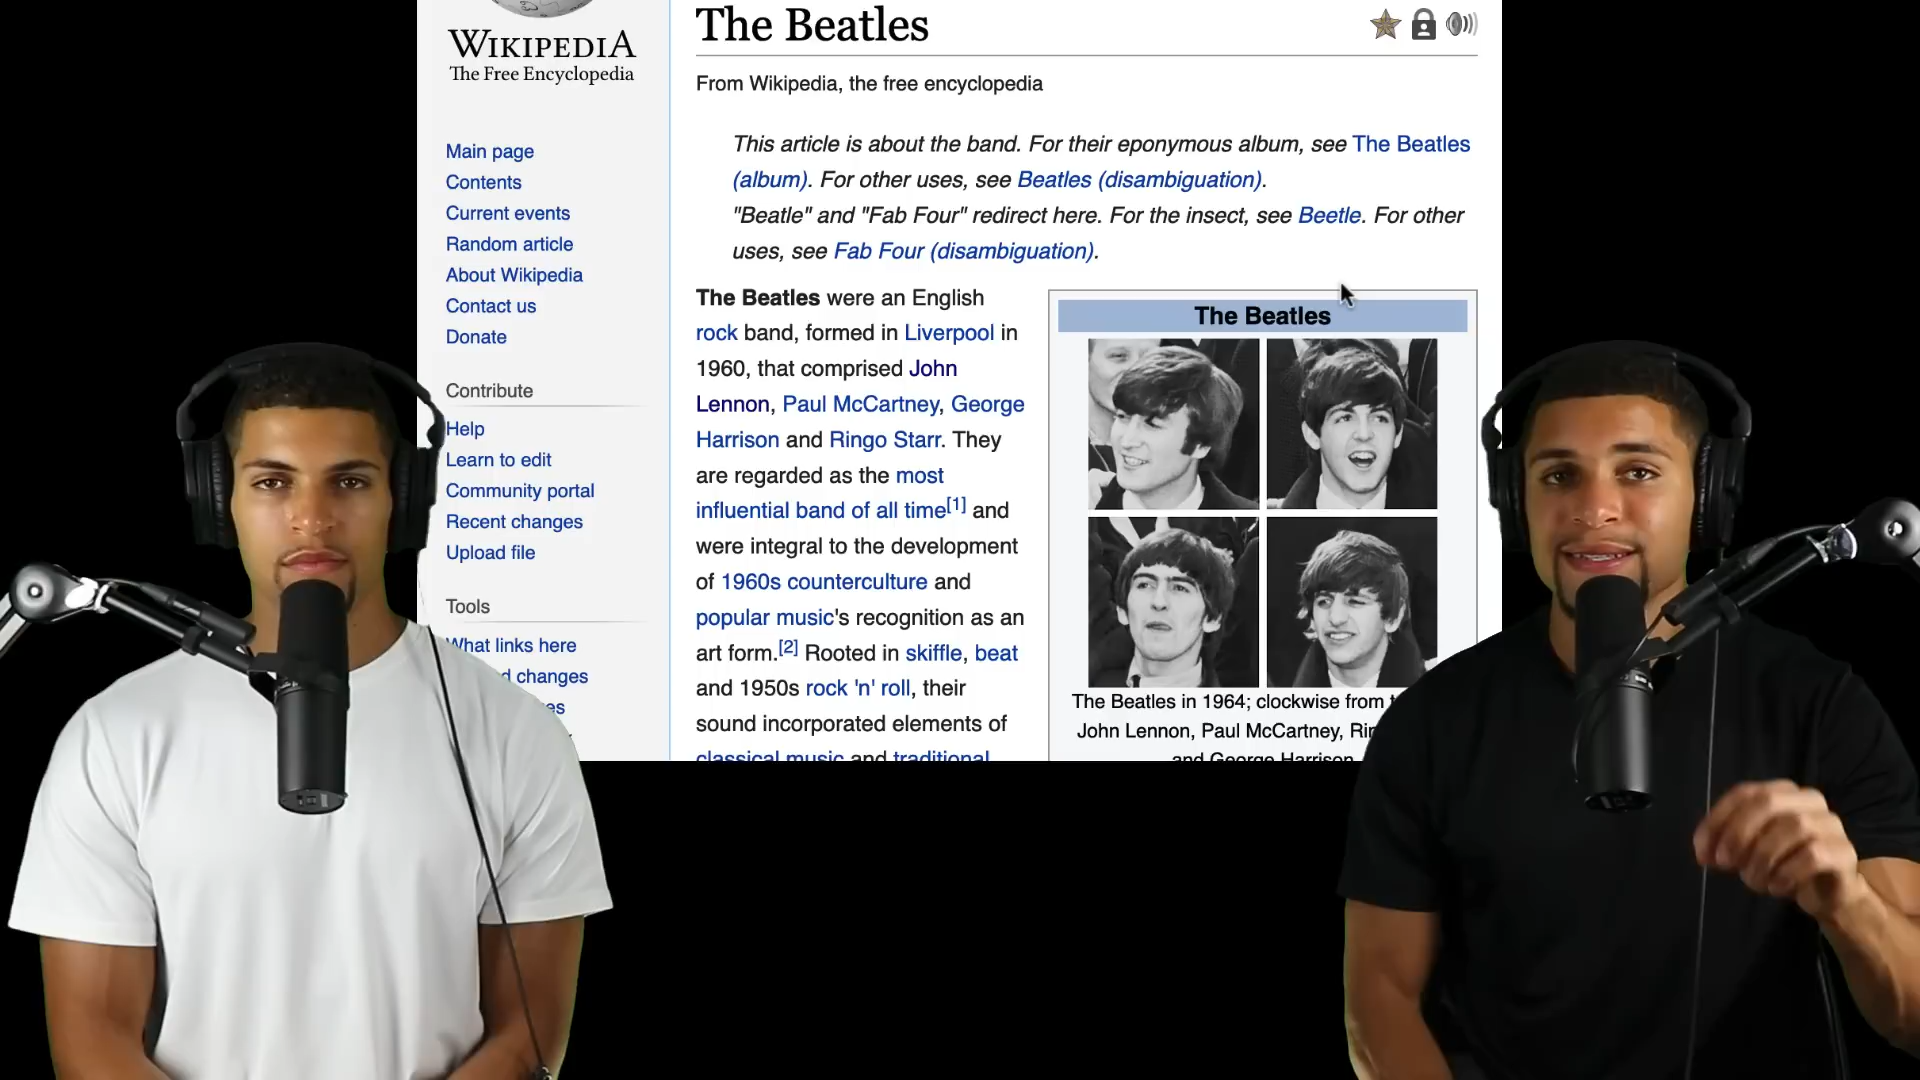 WIKIPEDIA
The Free Encyclopedia
Main page
Contents
Current events
Random article
About Wikipedia
Contact us
Donate
Contribute
Help
Learn to edit
Community portal
Recent changes
Upload file
Tools
What links here
changes
The Beatles
From Wikipedia, the free encyclopedia
This article is about the band. For their eponymous album, see The Beatles
(album). For other uses, see Beatles (disambiguation).
"Beatle" and "Fab Four" redirect here. For the insect, see Beetle. For other
uses, see Fab Four (disambiguation).
The Beatles were an English
rock band, formed in Liverpool in
1960, that comprised John
Lennon, Paul McCartney, George
Harrison and Ringo Starr. They
are regarded as the most
influential band of all time[1] and
were integral to the development
of 1960s counterculture and
popular music's recognition as an
art form.[2] Rooted in skiffle, beat
and 1950s rock 'n' roll, their
sound incorporated elements of
classical music and traditional
The Beatles
The Beatles in 1964; clockwise from
John Lennon, Paul McCartney,
and George Harrison